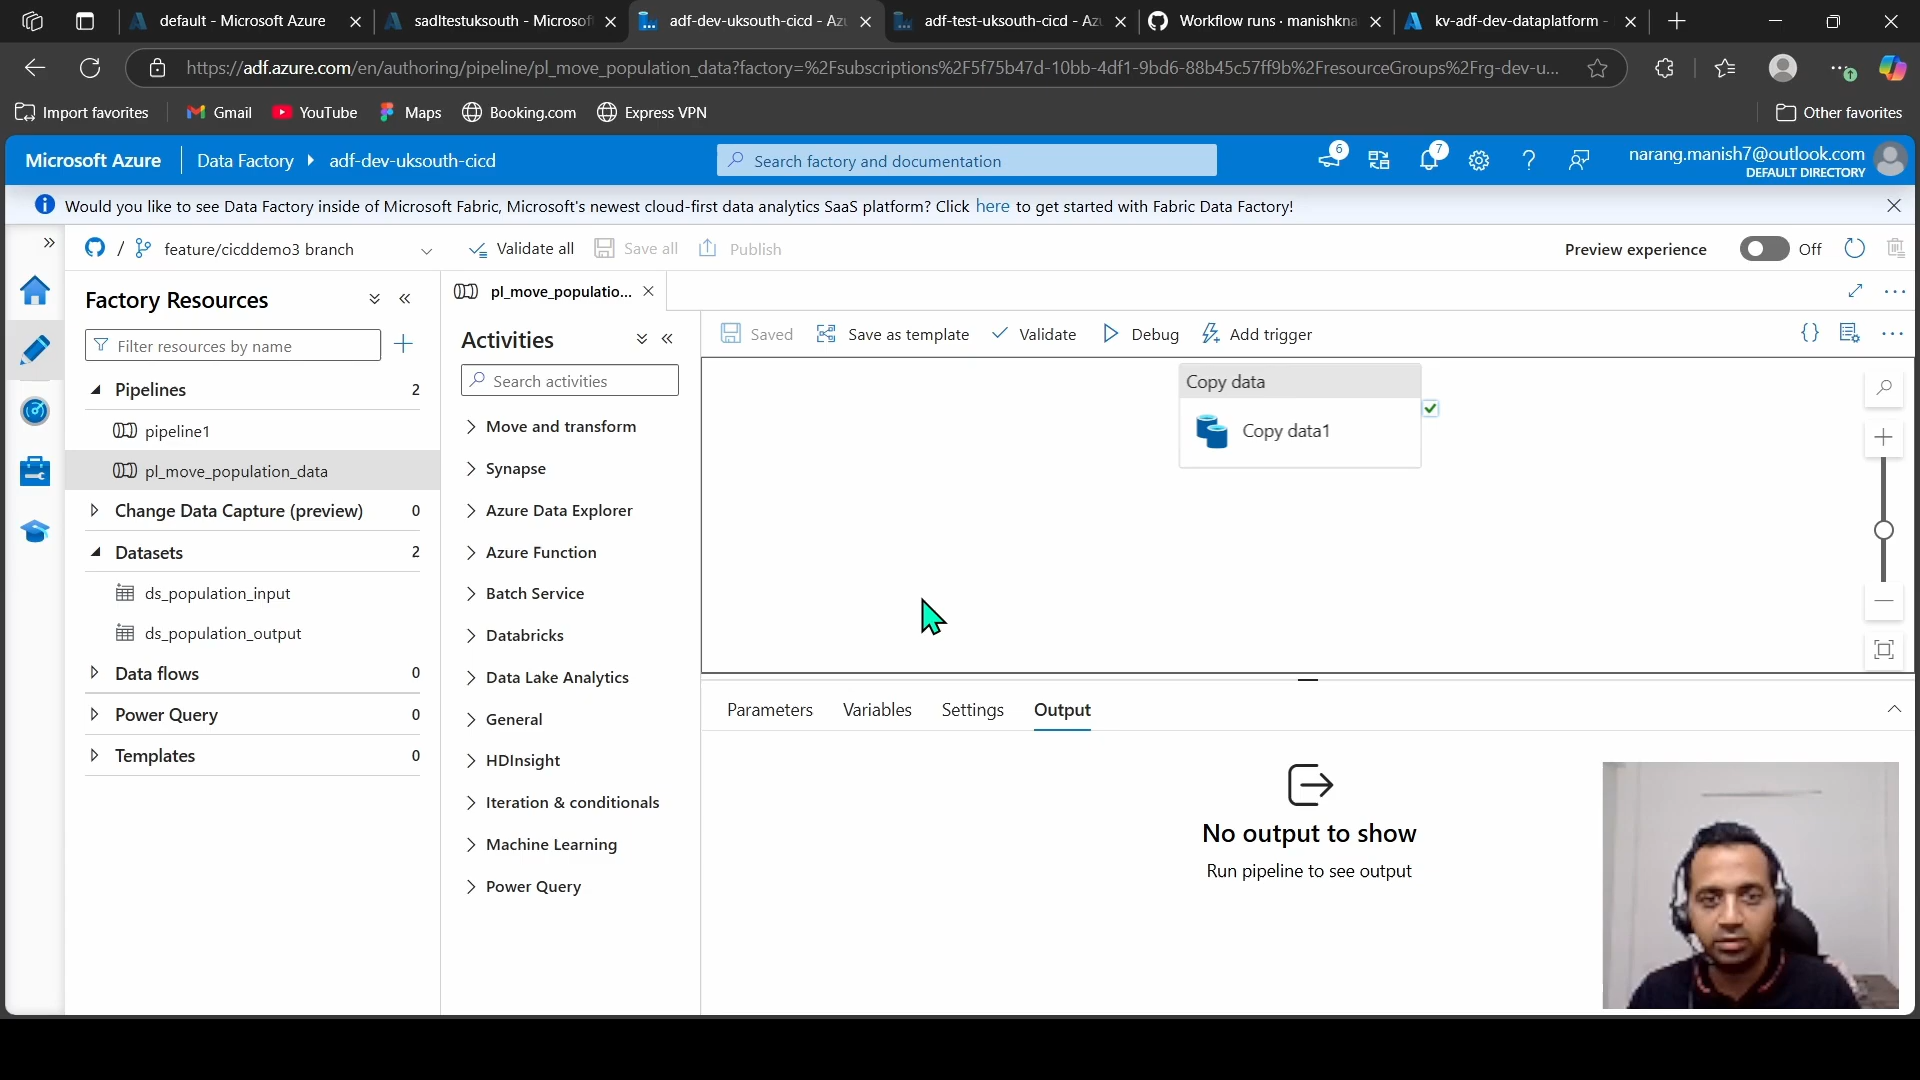 default - Microsoft Azure
sadltestuksouth - Microsof
adf-dev-uksouth-cicd - Az
adf-test-uksouth-cicd - Az
Workflow runs · manishkna
kv-adf-dev-dataplatform -
https://adf.azure.com/en/authoring/pipeline/pl_move_population_data?factory=%2Fsubscriptions%2F5f75b47d-10bb-4df1-9bd6-88b45c57ff9b%2FresourceGroups%2Frg-dev-u...
Import favorites
Gmail
YouTube
Maps
Booking.com
Express VPN
Other favorites
Microsoft Azure
Data Factory
adf-dev-uksouth-cicd
Search factory and documentation
6
7
narang.manish7@outlook.com
DEFAULT DIRECTORY
Would you like to see Data Factory inside of Microsoft Fabric, Microsoft's newest cloud-first data analytics SaaS platform? Click here to get started with Fabric Data Factory!
/ feature/cicddemo3 branch
Validate all
Save all
Publish
Preview experience
Off
Factory Resources
Filter resources by name
Pipelines 2
pipeline1
pl_move_population_data
Change Data Capture (preview) 0
Datasets 2
ds_population_input
ds_population_output
Data flows 0
Power Query 0
Templates 0
pl_move_populatio...
Activities
Search activities
Move and transform
Synapse
Azure Data Explorer
Azure Function
Batch Service
Databricks
Data Lake Analytics
General
HDInsight
Iteration & conditionals
Machine Learning
Power Query
Saved
Save as template
Validate
Debug
Add trigger
{}
Copy data
Copy data1
Parameters
Variables
Settings
Output
No output to show
Run pipeline to see output